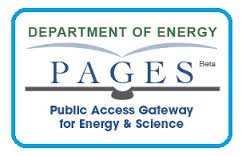 DEPARTMENT OF ENERGY
PAGES Beta
Public Access Gateway
for Energy & Science